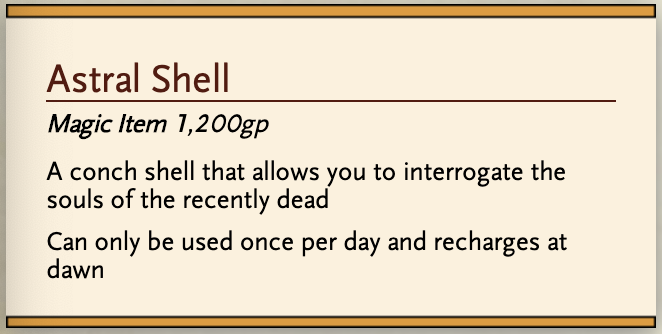 Astral Shell
Magic Item 1,200gp
A conch shell that allows you to interrogate the
souls of the recently dead
Can only be used once per day and recharges at
dawn